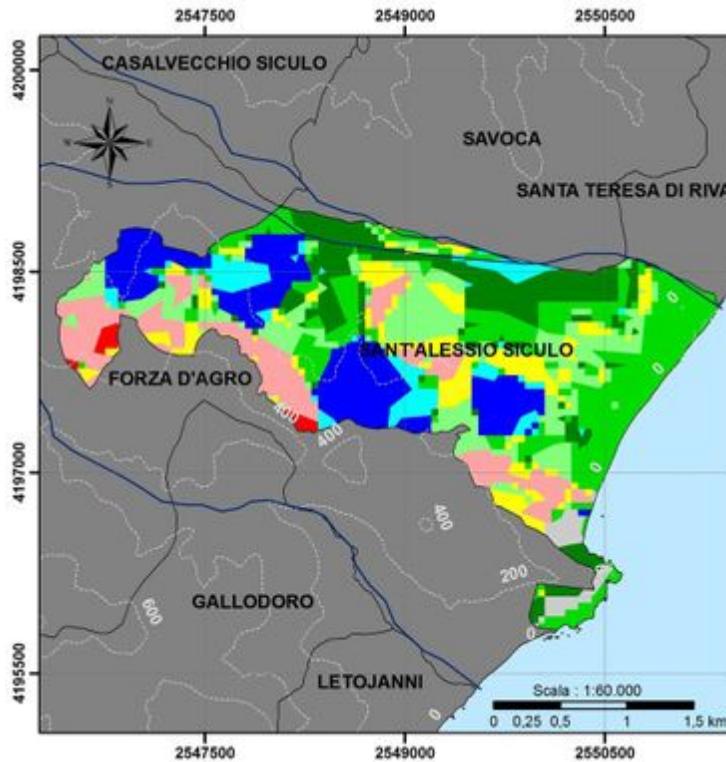 2547500 2549000 2550500
4200000
CASALVECCHIO SICULO
N
W E
S
SAVOCA
SANTA TERESA DI RIVA
4198500
0
SANT'ALESSIO SICULO
0
FORZA D'AGRO
400
400
0
4197000
400
200
GALLODORO
600
0
LETOJANNI
4195500
Scala : 1:60.000
0
0 0,25 0,5 1 1,5 km
2547500 2549000 2550500